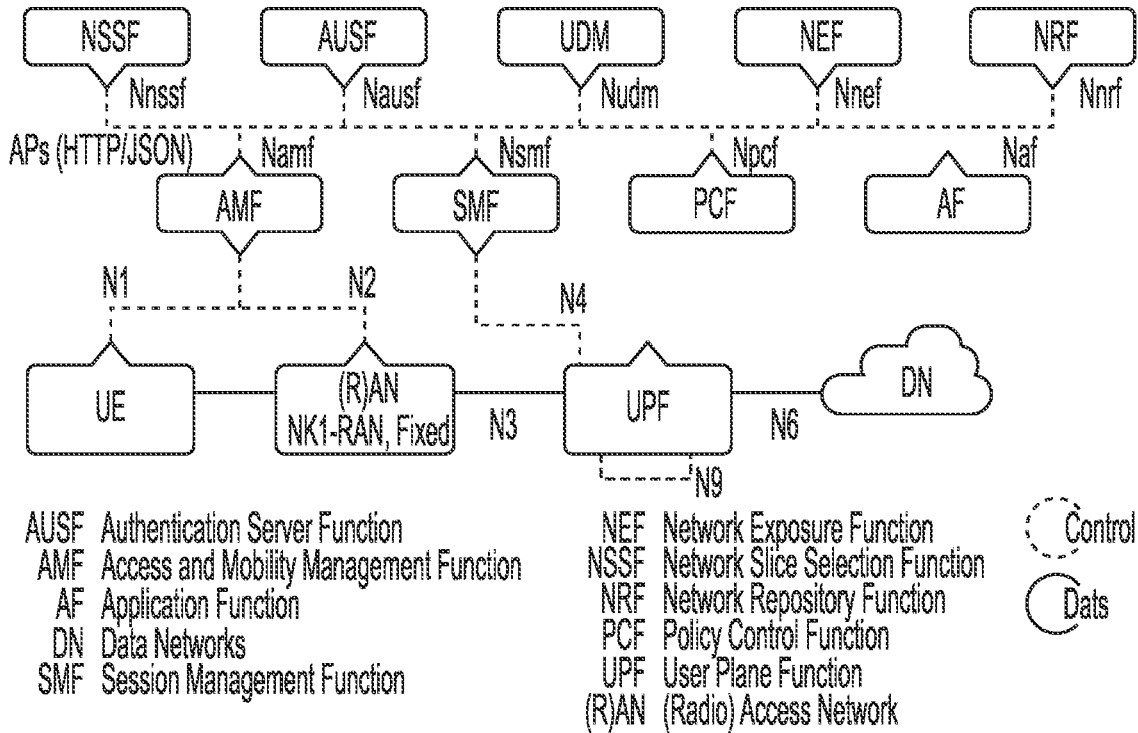 NSSF AUSF UDM NEF NRF
Nnssf Nausf Nudm Nnef Nnrf
APs (HTTP/JSON) Namf Nsmf Npcf Naf
AMF SMF PCF AF
N1 N2 N4
UE (R)AN UPF DN
NK1-RAN, Fixed N3 N6
N9
AUSF Authentication Server Function
AMF Access and Mobility Management Function
AF Application Function
DN Data Networks
SMF Session Management Function
NEF Network Exposure Function
NSSF Network Slice Selection Function
NRF Network Repository Function
PCF Policy Control Function
UPF User Plane Function
(R)AN (Radio) Access Network
Control
Dats